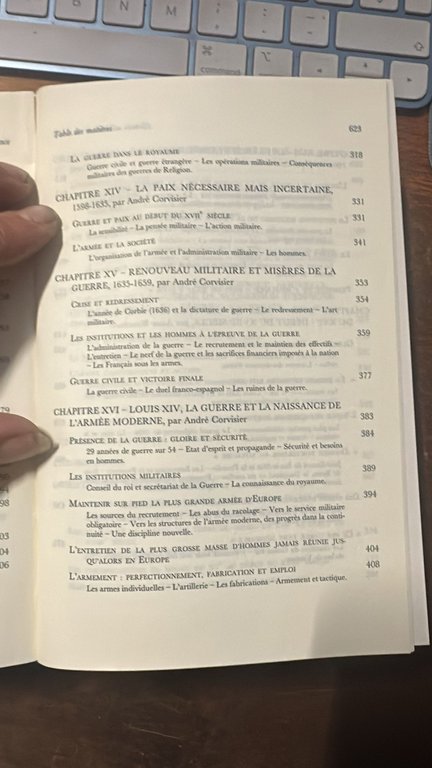 B N M
⌘
command
⌥
Table des matières
623
LA GUERRE DANS LE ROYAUME 318
Guerre civile et guerre étrangère – Les opérations militaires – Conséquences
militaires des guerres de Religion.
CHAPITRE XIV – LA PAIX NÉCESSAIRE MAIS INCERTAINE,
1598-1635, par André Corvisier 331
GUERRE ET PAIX AU DÉBUT DU XVIIe SIÈCLE 331
La sensibilité – La pensée militaire – L'action militaire.
L'ARMÉE ET LA SOCIÉTÉ 341
L'organisation de l'armée et l'administration militaire – Les hommes.
CHAPITRE XV – RENOUVEAU MILITAIRE ET MISÈRES DE LA
GUERRE, 1635-1659, par André Corvisier 353
CRISE ET REDRESSEMENT 354
L'année de Corbie (1636) et la dictature de guerre – Le redressement – L'art
militaire.
LES INSTITUTIONS ET LES HOMMES À L'ÉPREUVE DE LA GUERRE 359
L'administration de la guerre – Le recrutement et le maintien des effectifs –
L'entretien – Le nerf de la guerre et les sacrifices financiers imposés à la nation
– Les Français sous les armes.
GUERRE CIVILE ET VICTOIRE FINALE 377
La guerre civile – Le duel franco-espagnol – Les ruines de la guerre.
CHAPITRE XVI – LOUIS XIV, LA GUERRE ET LA NAISSANCE DE
L'ARMÉE MODERNE, par André Corvisier 383
PRÉSENCE DE LA GUERRE : GLOIRE ET SÉCURITÉ 384
29 années de guerre sur 54 – Etat d'esprit et propagande – Sécurité et besoins
en hommes.
LES INSTITUTIONS MILITAIRES 389
Conseil du roi et secrétariat de la Guerre – La connaissance du royaume.
MAINTENIR SUR PIED LA PLUS GRANDE ARMÉE D'EUROPE 394
Les sources du recrutement – Les abus du racolage – Vers le service militaire
obligatoire – Vers les structures de l'armée moderne, des progrès dans la conti-
nuité – Une discipline nouvelle.
L'ENTRETIEN DE LA PLUS GROSSE MASSE D'HOMMES JAMAIS RÉUNIE JUS-
QU'ALORS EN EUROPE 404
L'ARMEMENT : PERFECTIONNEMENT, FABRICATION ET EMPLOI 408
Les armes individuelles – L'artillerie – Les fabrications – Armement et tactique.
79
98
03
04
06